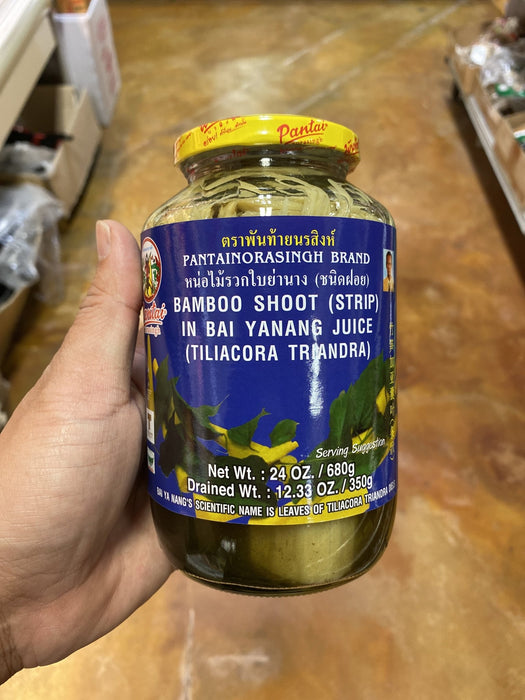 Pantai
ตราพันท้ายนรสิงห์
PANTAINORASINGH BRAND
หน่อไม้รวกใบย่านาง (ชนิดฝอย)
BAMBOO SHOOT (STRIP)
IN BAI YANANG JUICE
(TILIACORA TRIANDRA)
Serving Suggestion
Net Wt. : 24 OZ. / 680g
Drained Wt. : 12.33 OZ. / 350g
BAI YA NANG'S SCIENTIFIC NAME IS LEAVES OF TILIACORA TRIANDRA